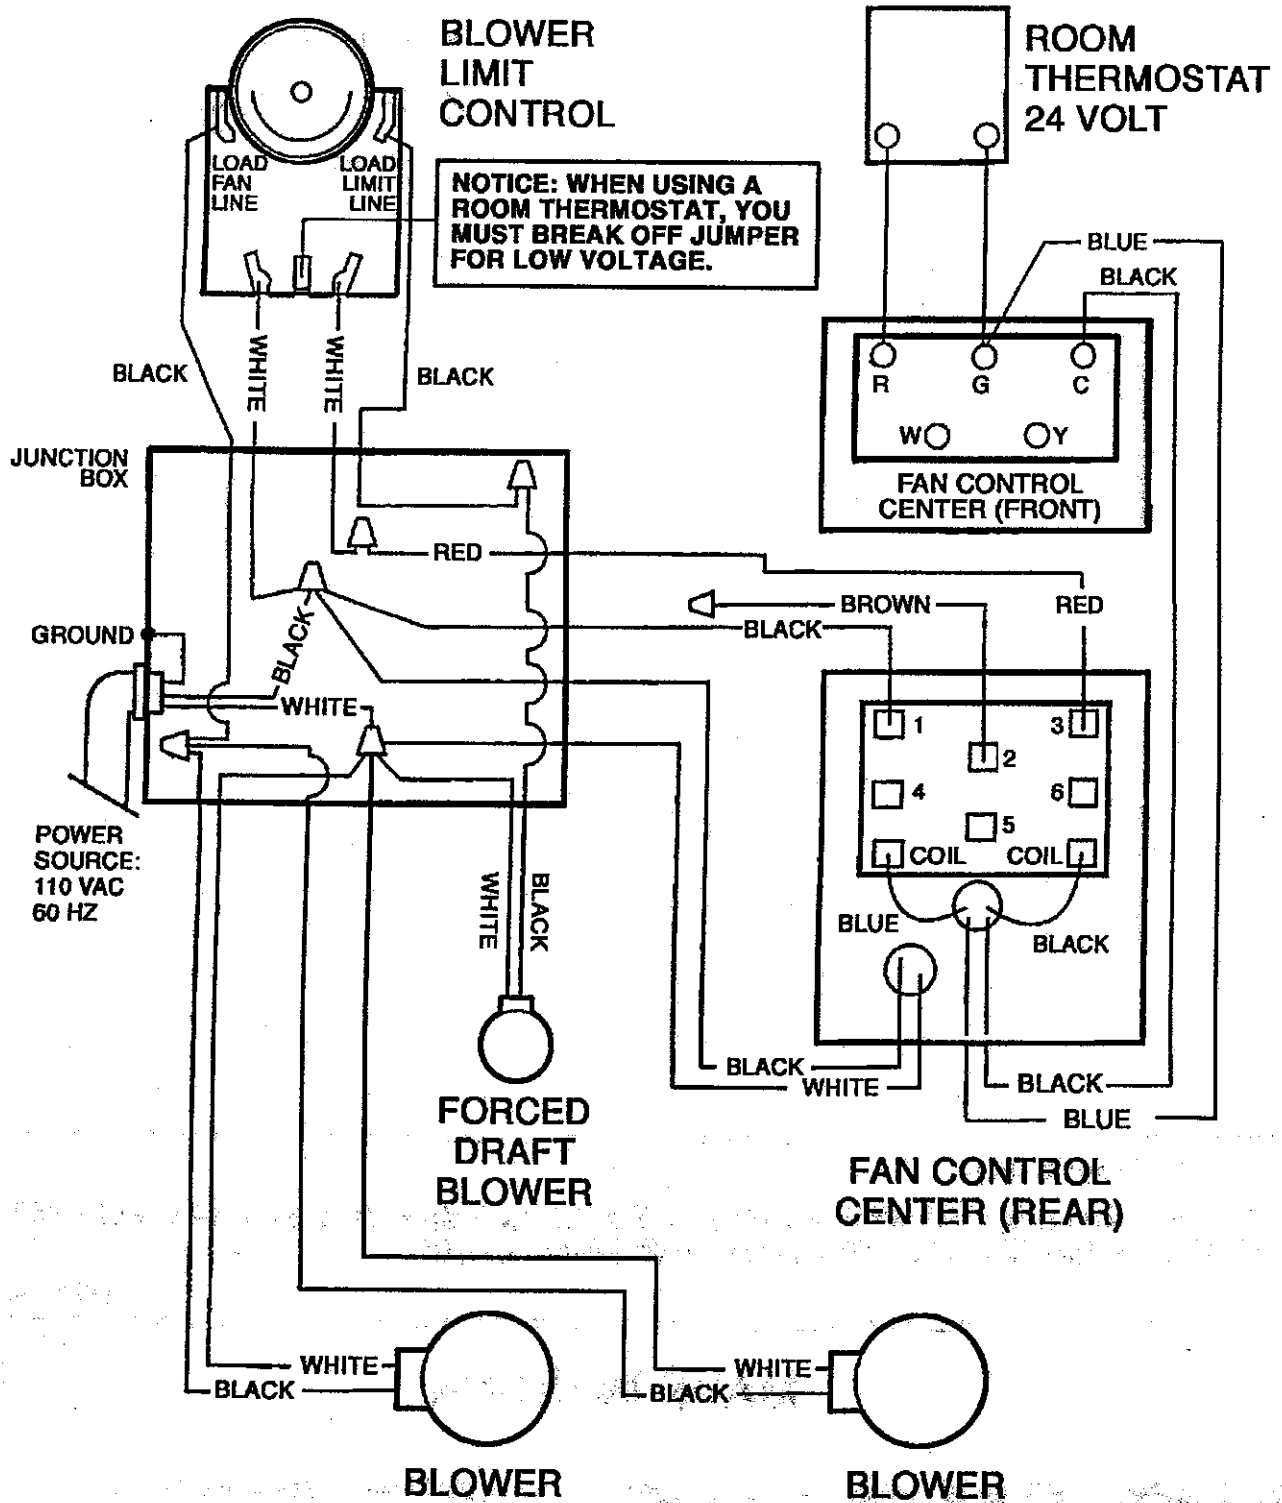 BLOWER
LIMIT
CONTROL
ROOM
THERMOSTAT
24 VOLT
LOAD
FAN
LINE
LOAD
LIMIT
LINE
NOTICE: WHEN USING A
ROOM THERMOSTAT, YOU
MUST BREAK OFF JUMPER
FOR LOW VOLTAGE.
BLUE
BLACK
BLACK
WHITE
WHITE
BLACK
R
G
C
W
Y
FAN CONTROL
CENTER (FRONT)
JUNCTION
BOX
RED
BROWN
RED
BLACK
GROUND
BLACK
WHITE
1
3
2
4
6
5
COIL
COIL
BLUE
BLACK
POWER
SOURCE:
110 VAC
60 HZ
WHITE
BLACK
BLACK
WHITE
BLACK
BLUE
FORCED
DRAFT
BLOWER
FAN CONTROL
CENTER (REAR)
WHITE
BLACK
WHITE
BLACK
BLOWER
BLOWER